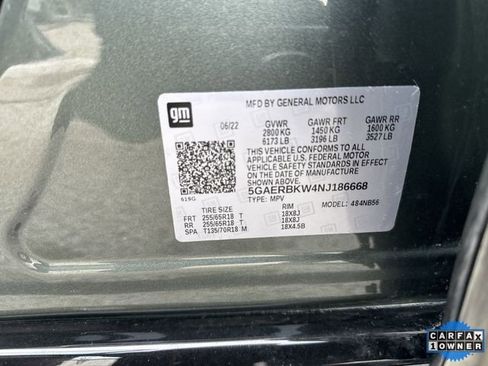 gm
MFD BY GENERAL MOTORS LLC
06/22 GVWR GAWR FRT GAWR RR
2800 KG 1450 KG 1600 KG
6173 LB 3196 LB 3527 LB
THIS VEHICLE CONFORMS TO ALL
APPLICABLE U.S. FEDERAL MOTOR
VEHICLE SAFETY STANDARDS IN
EFFECT ON THE DATE OF MANUFACTURE
SHOWN ABOVE.
5GAERBKW4NJ186668
619G TYPE: MPV MODEL: 484NB56
TIRE SIZE RIM
FRT 255/65R18 T 18X8J
RR 255/65R18 T 18X8J
SPA T135/70R18 M 18X4.5B
CARFAX
1 OWNER